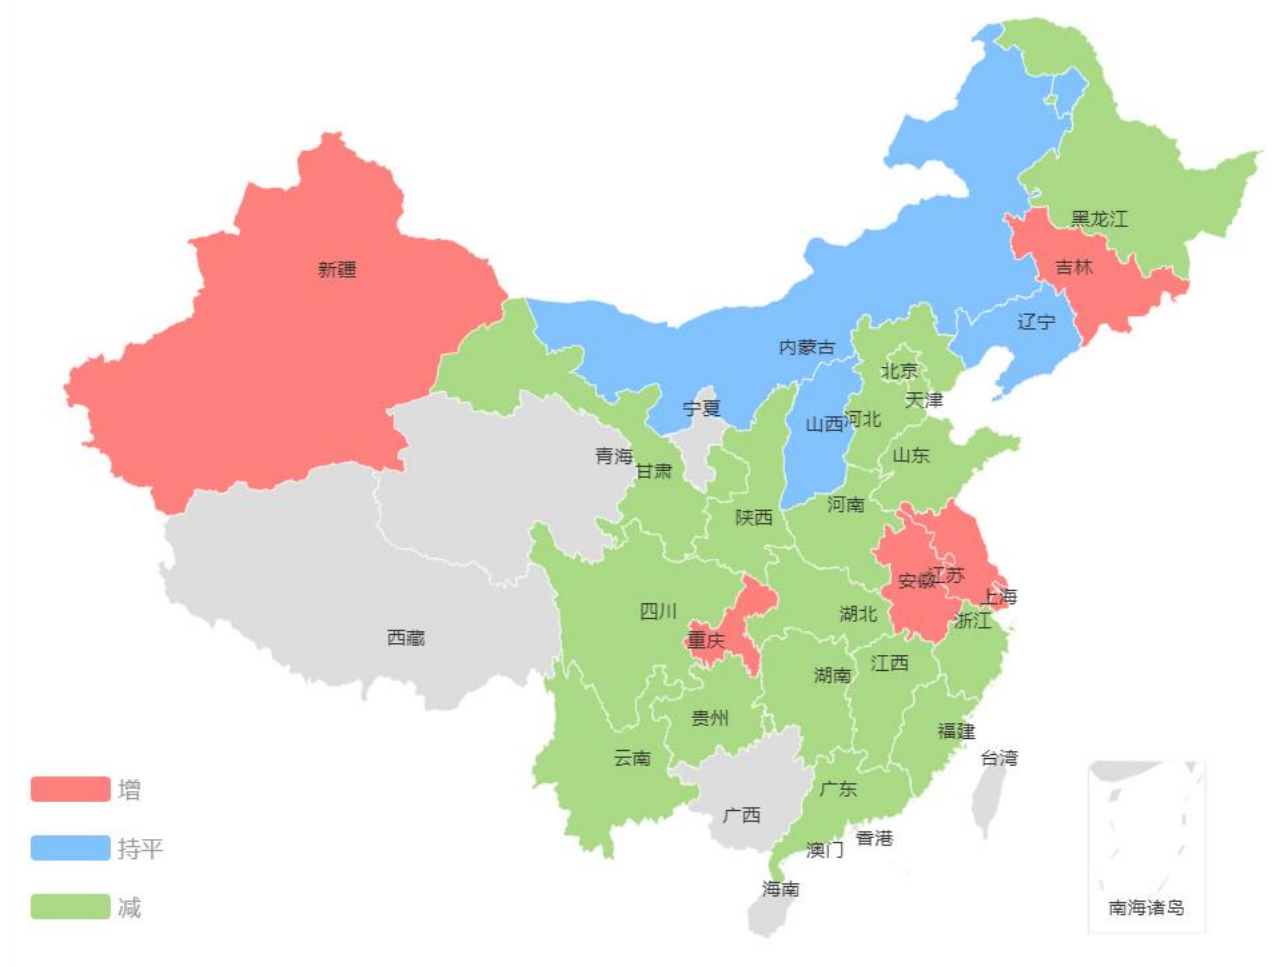 黑龙江
吉林
新疆
辽宁
内蒙古
北京
天津
宁夏
山西
河北
青海
甘肃
山东
河南
陕西
安徽
江苏
上海
四川
湖北
浙江
西藏
重庆
江西
湖南
贵州
福建
云南
台湾
广东
广西
香港
澳门
海南
南海诸岛
增
持平
减